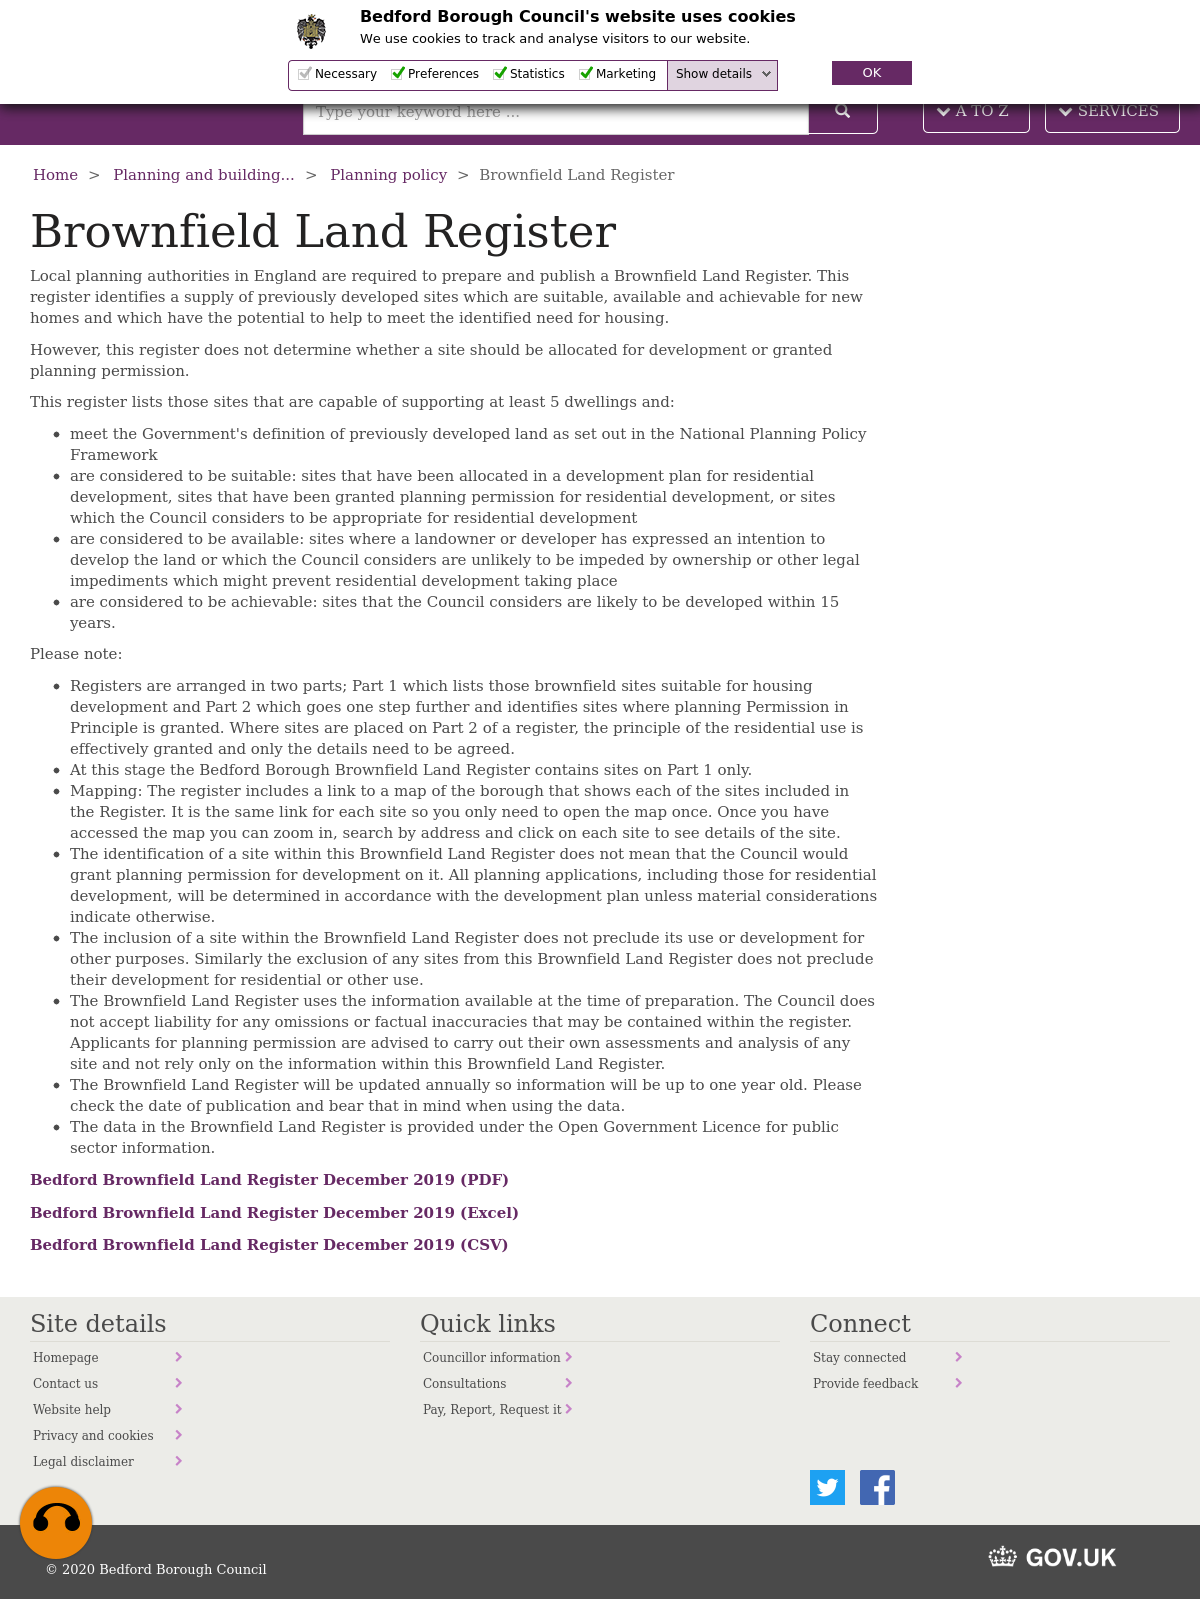 Bedford Borough Council's website uses cookies
We use cookies to track and analyse visitors to our website.
Necessary Preferences Statistics Marketing Show details OK
Type your keyword here ... A TO Z SERVICES
Home > Planning and building... > Planning policy > Brownfield Land Register
Brownfield Land Register
Local planning authorities in England are required to prepare and publish a Brownfield Land Register. This
register identifies a supply of previously developed sites which are suitable, available and achievable for new
homes and which have the potential to help to meet the identified need for housing.
However, this register does not determine whether a site should be allocated for development or granted
planning permission.
This register lists those sites that are capable of supporting at least 5 dwellings and:
• meet the Government's definition of previously developed land as set out in the National Planning Policy
Framework
• are considered to be suitable: sites that have been allocated in a development plan for residential
development, sites that have been granted planning permission for residential development, or sites
which the Council considers to be appropriate for residential development
• are considered to be available: sites where a landowner or developer has expressed an intention to
develop the land or which the Council considers are unlikely to be impeded by ownership or other legal
impediments which might prevent residential development taking place
• are considered to be achievable: sites that the Council considers are likely to be developed within 15
years.
Please note:
• Registers are arranged in two parts; Part 1 which lists those brownfield sites suitable for housing
development and Part 2 which goes one step further and identifies sites where planning Permission in
Principle is granted. Where sites are placed on Part 2 of a register, the principle of the residential use is
effectively granted and only the details need to be agreed.
• At this stage the Bedford Borough Brownfield Land Register contains sites on Part 1 only.
• Mapping: The register includes a link to a map of the borough that shows each of the sites included in
the Register. It is the same link for each site so you only need to open the map once. Once you have
accessed the map you can zoom in, search by address and click on each site to see details of the site.
• The identification of a site within this Brownfield Land Register does not mean that the Council would
grant planning permission for development on it. All planning applications, including those for residential
development, will be determined in accordance with the development plan unless material considerations
indicate otherwise.
• The inclusion of a site within the Brownfield Land Register does not preclude its use or development for
other purposes. Similarly the exclusion of any sites from this Brownfield Land Register does not preclude
their development for residential or other use.
• The Brownfield Land Register uses the information available at the time of preparation. The Council does
not accept liability for any omissions or factual inaccuracies that may be contained within the register.
Applicants for planning permission are advised to carry out their own assessments and analysis of any
site and not rely only on the information within this Brownfield Land Register.
• The Brownfield Land Register will be updated annually so information will be up to one year old. Please
check the date of publication and bear that in mind when using the data.
• The data in the Brownfield Land Register is provided under the Open Government Licence for public
sector information.
Bedford Brownfield Land Register December 2019 (PDF)
Bedford Brownfield Land Register December 2019 (Excel)
Bedford Brownfield Land Register December 2019 (CSV)
Site details
Homepage
Contact us
Website help
Privacy and cookies
Legal disclaimer
Quick links
Councillor information
Consultations
Pay, Report, Request it
Connect
Stay connected
Provide feedback
© 2020 Bedford Borough Council
GOV.UK